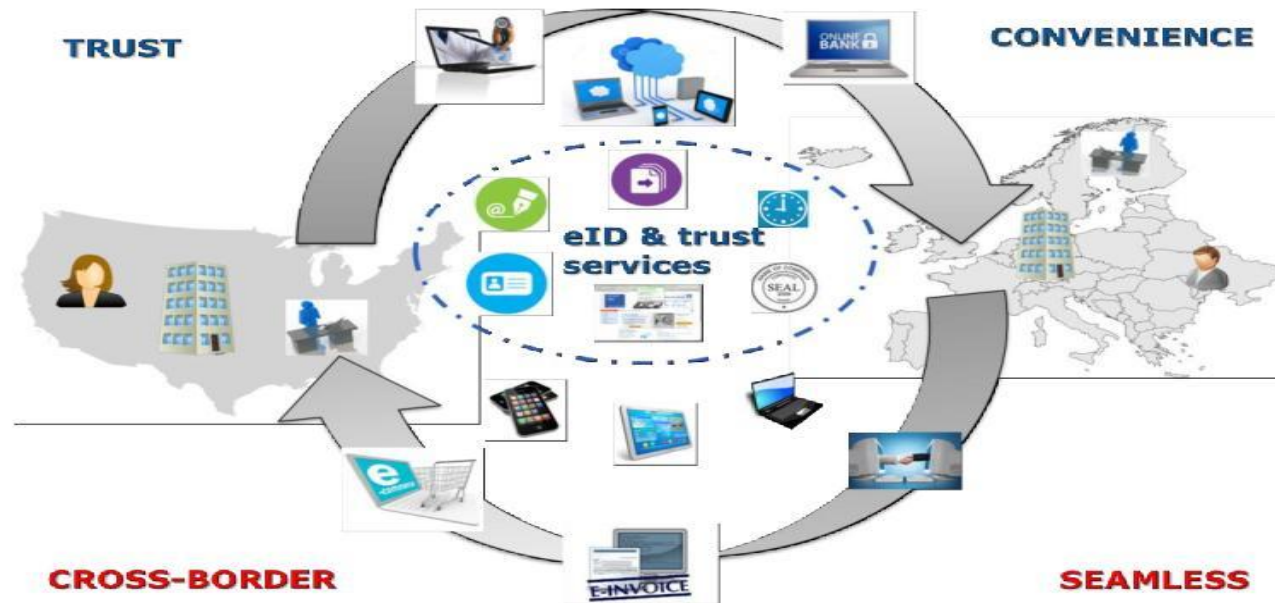 TRUST
CONVENIENCE
ONLINE
BANK
@
eID & trust
services
SEAL
e
E-INVOICE
CROSS-BORDER
SEAMLESS